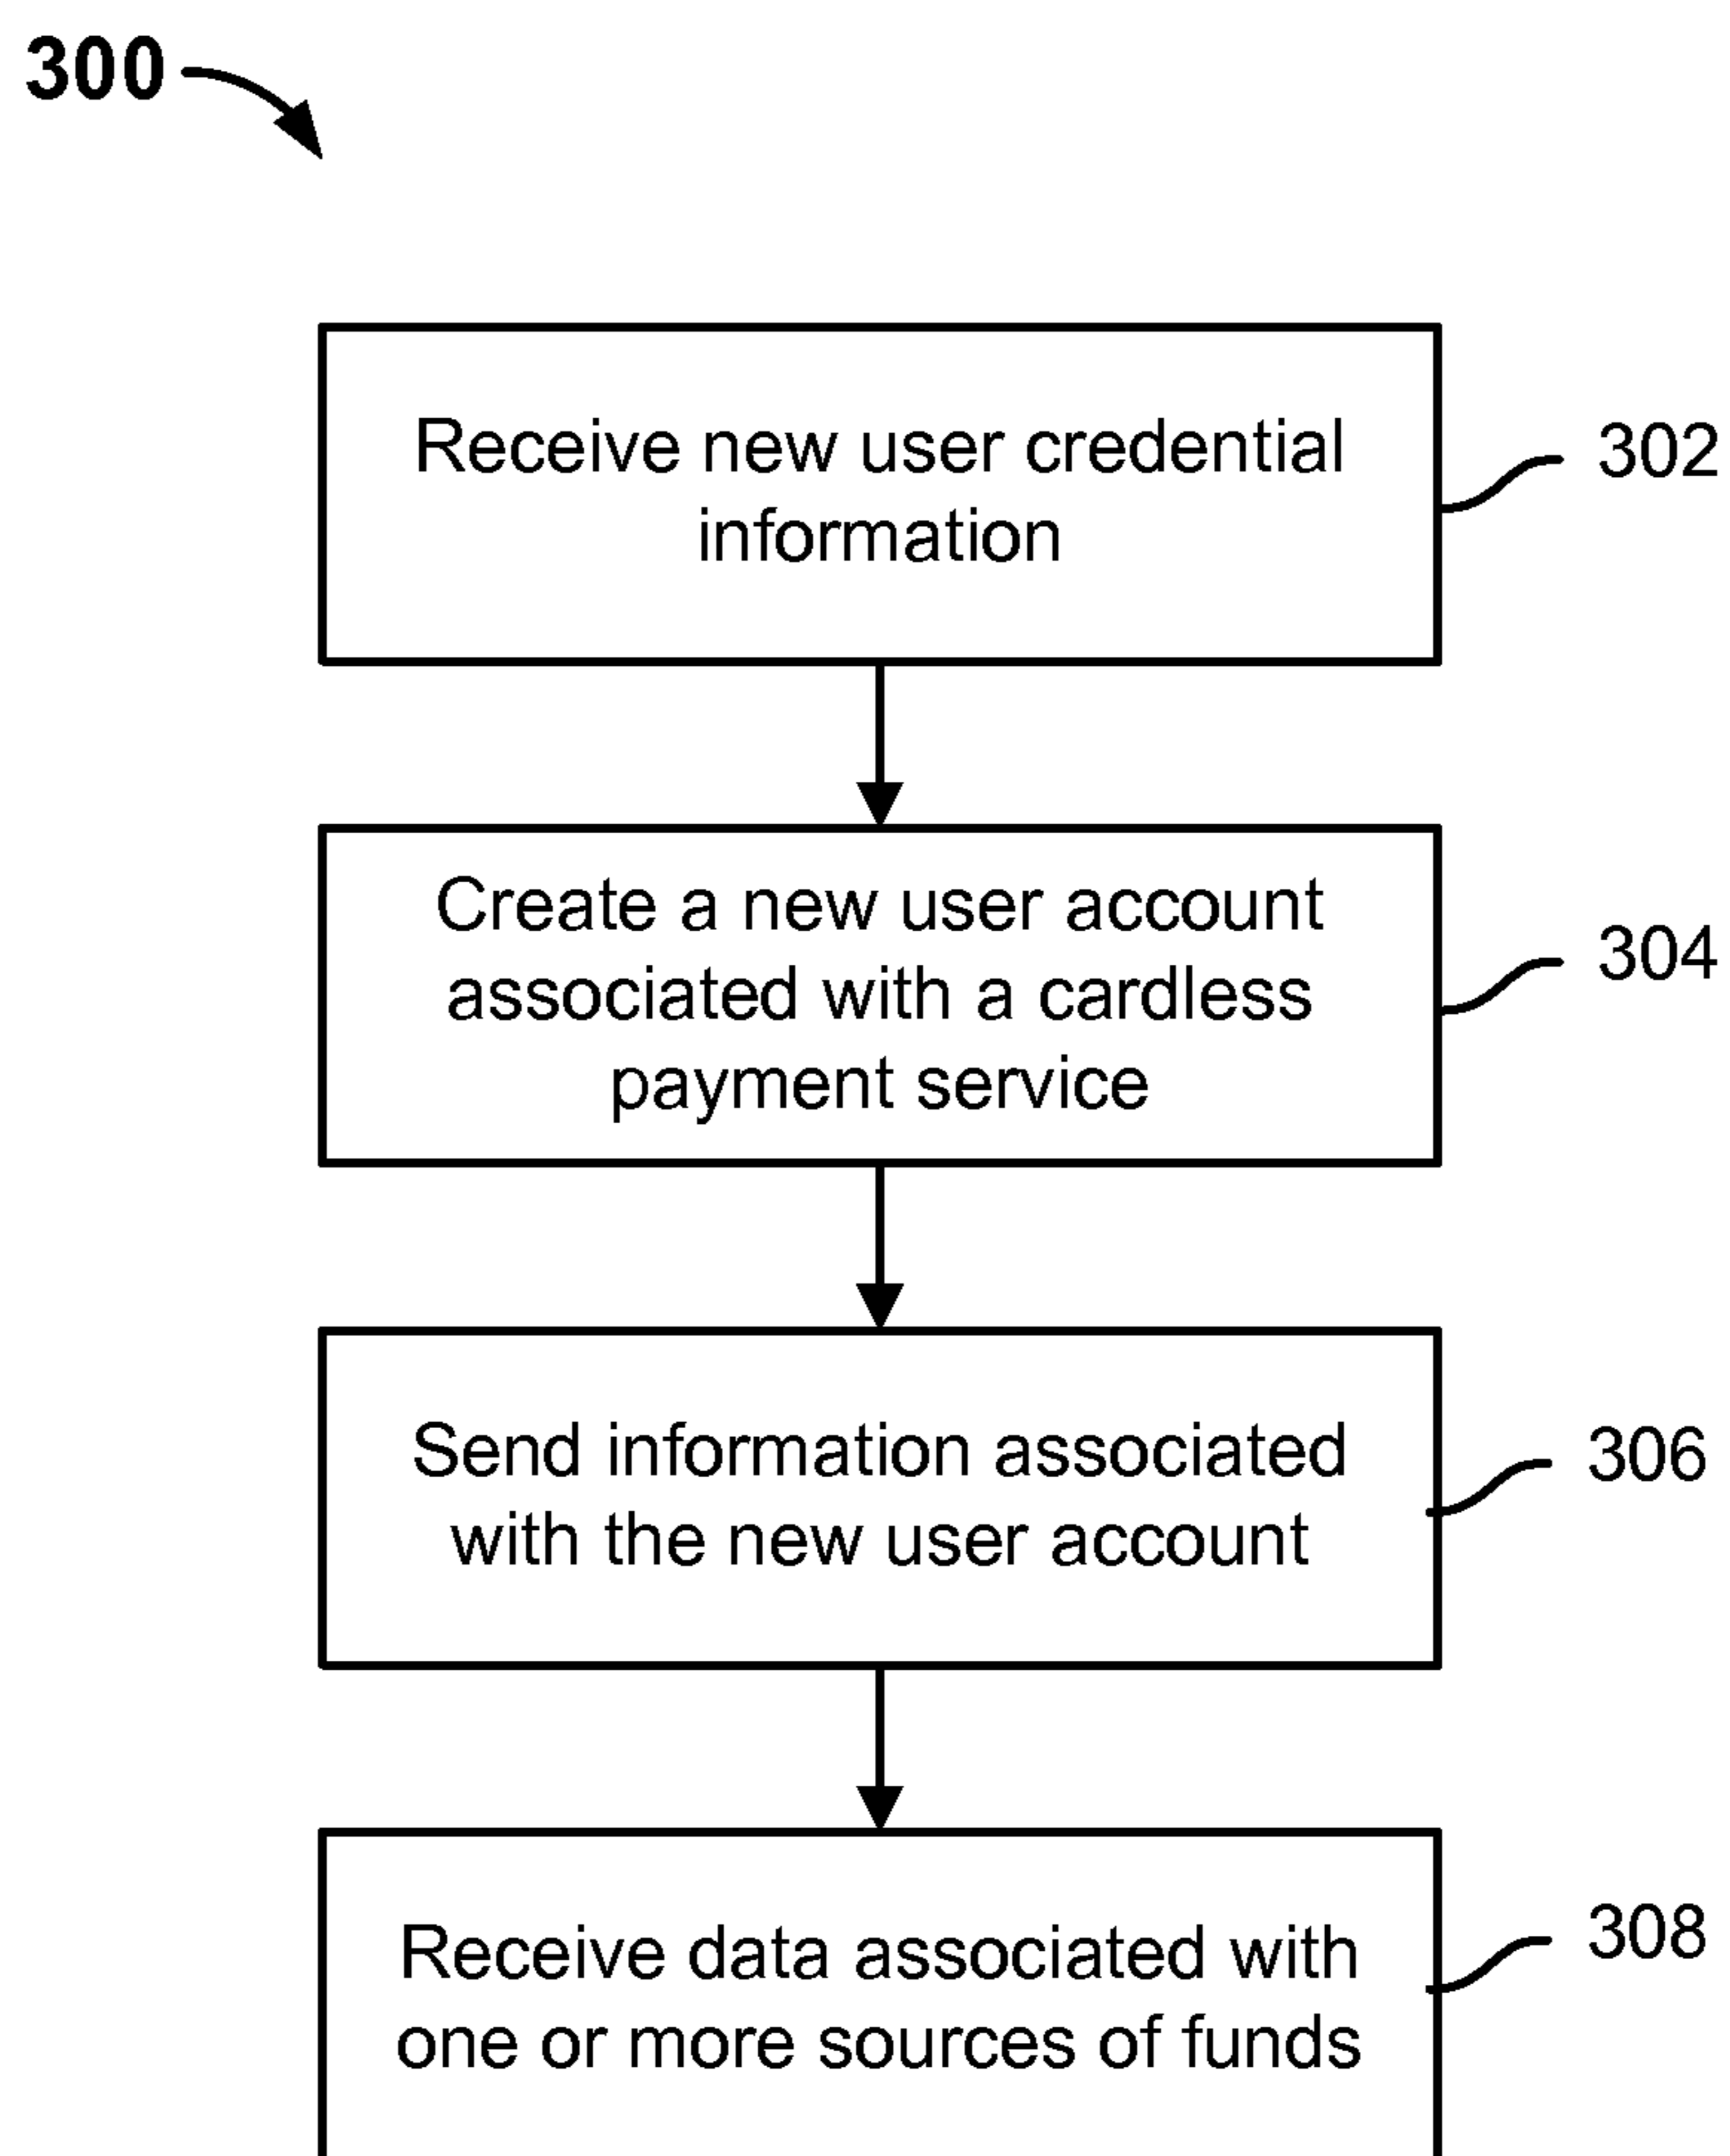 300
Receive new user credential
information
302
Create a new user account
associated with a cardless
payment service
304
Send information associated
with the new user account
306
Receive data associated with
one or more sources of funds
308